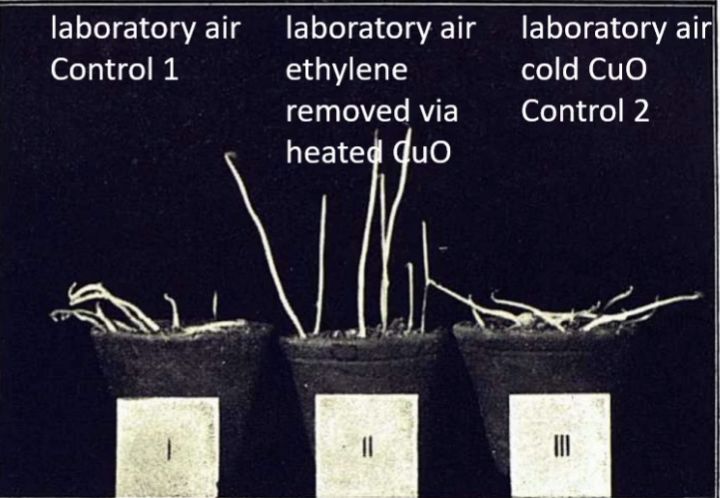 laboratory air
Control 1
laboratory air
ethylene
removed via
heated CuO
laboratory air
cold CuO
Control 2
I
II
III